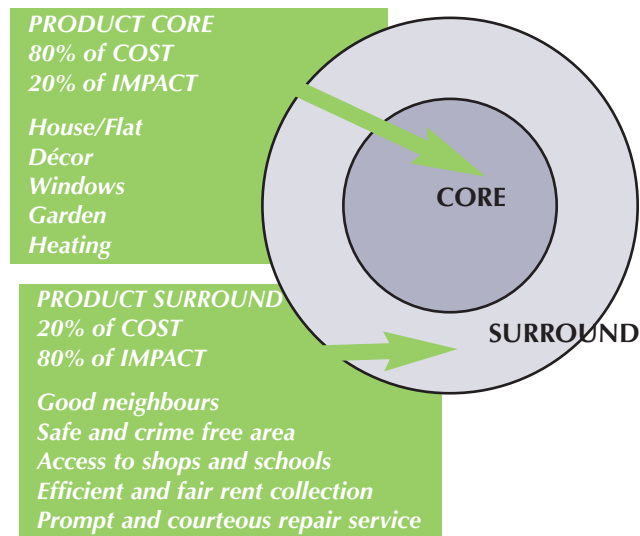 PRODUCT CORE
80% of COST
20% of IMPACT
House/Flat
Décor
Windows
Garden
Heating
CORE
PRODUCT SURROUND
20% of COST
80% of IMPACT
SURROUND
Good neighbours
Safe and crime free area
Access to shops and schools
Efficient and fair rent collection
Prompt and courteous repair service